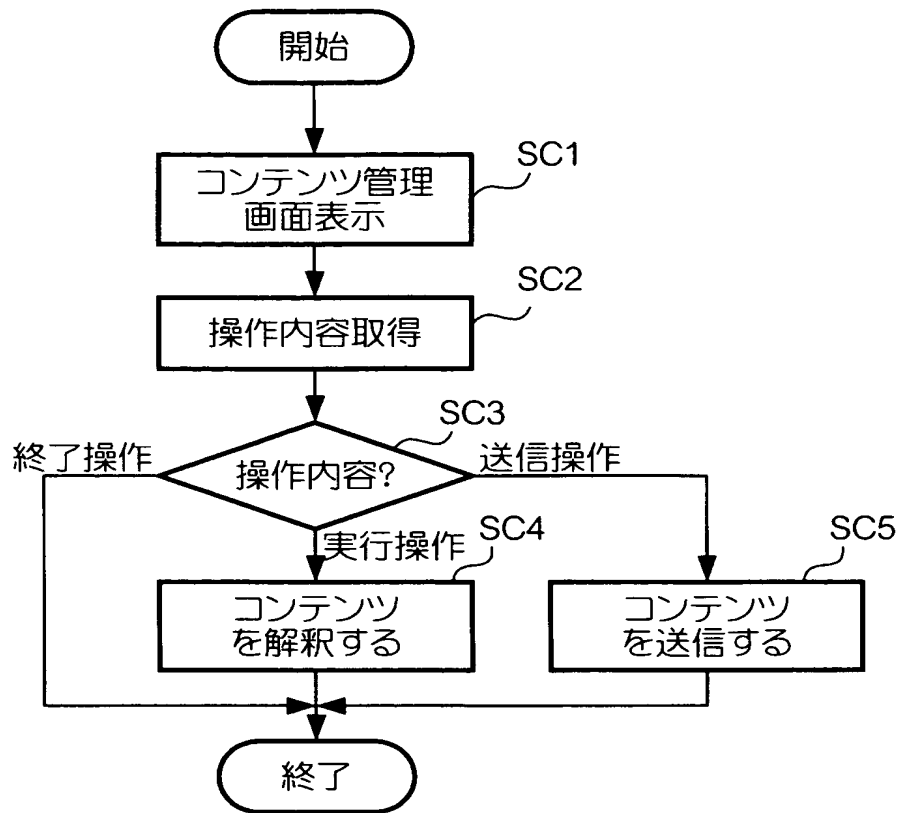 開始
SC1
コンテンツ管理
画面表示
SC2
操作内容取得
SC3
終了操作
操作内容?
送信操作
実行操作
SC4
SC5
コンテンツ
を解釈する
コンテンツ
を送信する
終了